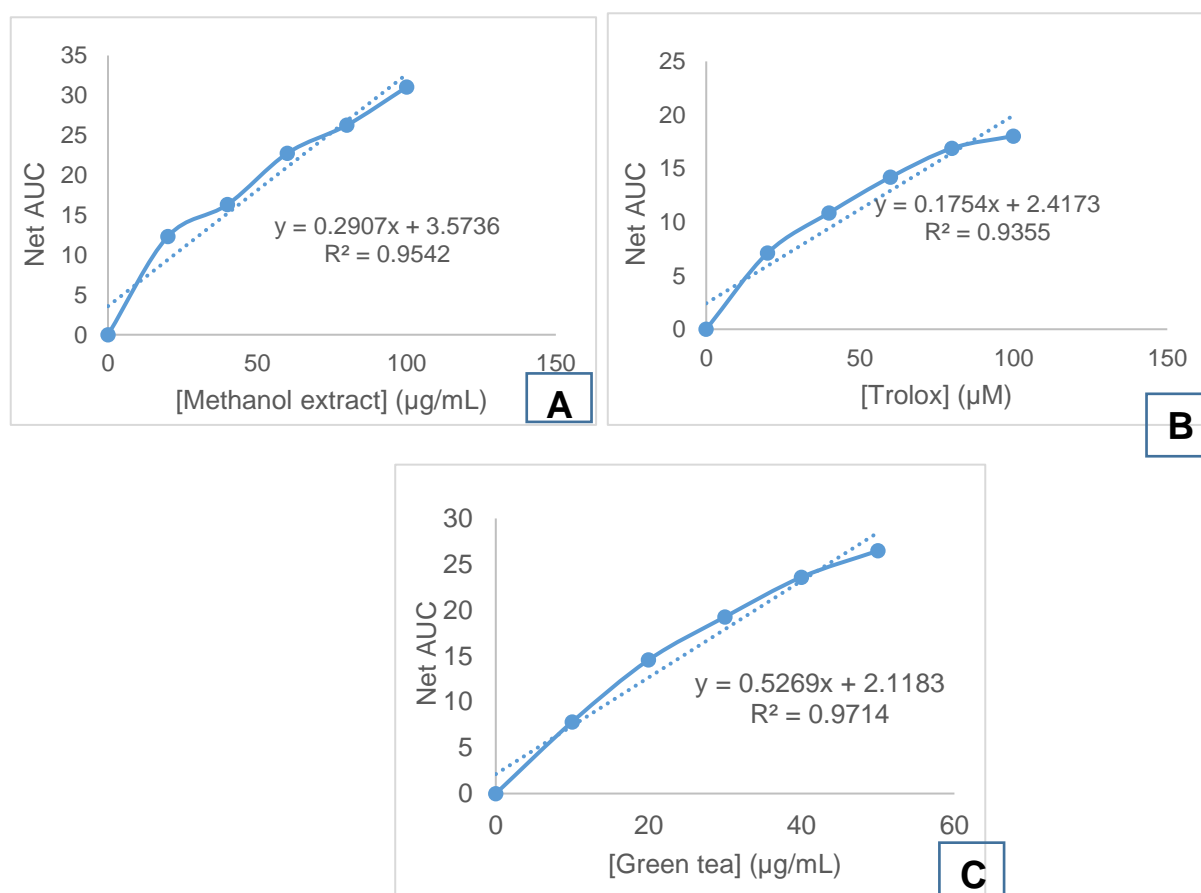 35
30
25
20
15
10
5
0
Net AUC
y = 0.2907x + 3.5736
R² = 0.9542
0 50 100 150
[Methanol extract] (µg/mL)
A
25
20
15
10
5
0
Net AUC
y = 0.1754x + 2.4173
R² = 0.9355
0 50 100 150
[Trolox] (µM)
B
30
25
20
15
10
5
0
Net AUC
y = 0.5269x + 2.1183
R² = 0.9714
0 20 40 60
[Green tea] (µg/mL)
C